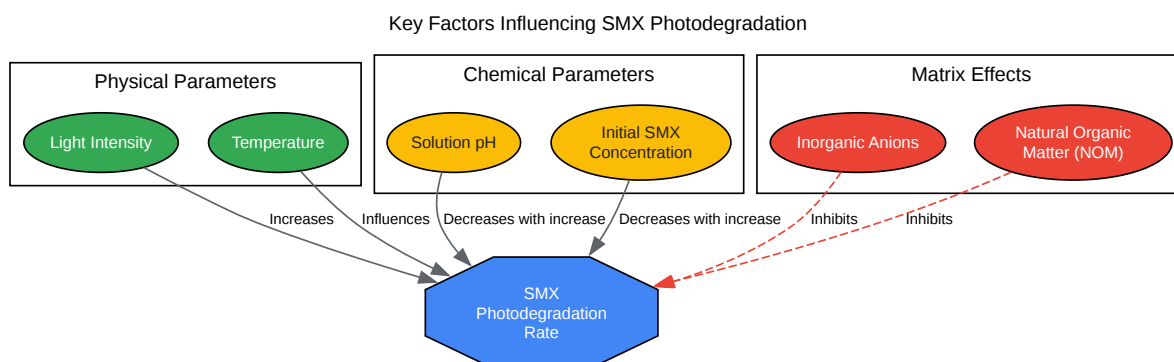 Key Factors Influencing SMX Photodegradation
Physical Parameters
Chemical Parameters
Matrix Effects
Light Intensity
Temperature
Solution pH
Initial SMX
Concentration
Inorganic Anions
Natural Organic
Matter (NOM)
Increases
Influences
Decreases with increase
Decreases with increase
Inhibits
Inhibits
SMX
Photodegradation
Rate